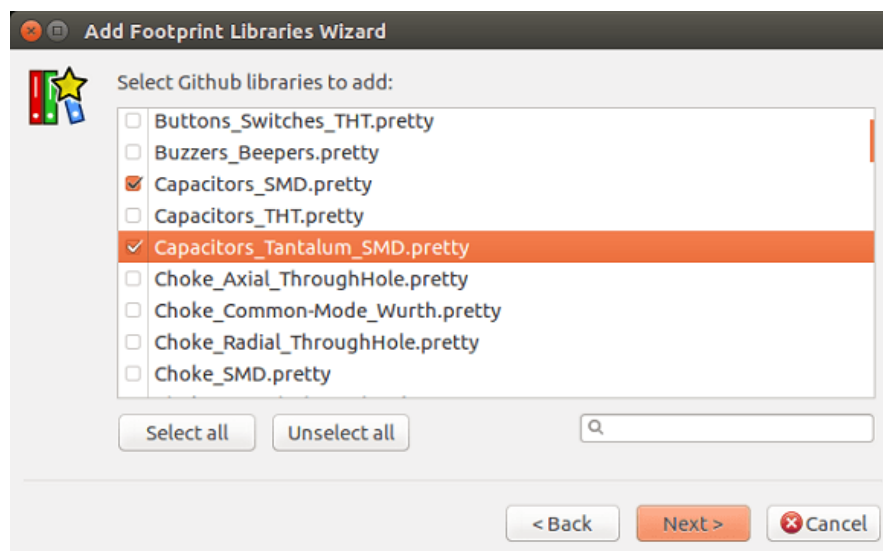 Add Footprint Libraries Wizard
Select Github libraries to add:
Buttons_Switches_THT.pretty
Buzzers_Beepers.pretty
Capacitors_SMD.pretty
Capacitors_THT.pretty
Capacitors_Tantalum_SMD.pretty
Choke_Axial_ThroughHole.pretty
Choke_Common-Mode_Wurth.pretty
Choke_Radial_ThroughHole.pretty
Choke_SMD.pretty
Select all Unselect all
< Back Next > Cancel